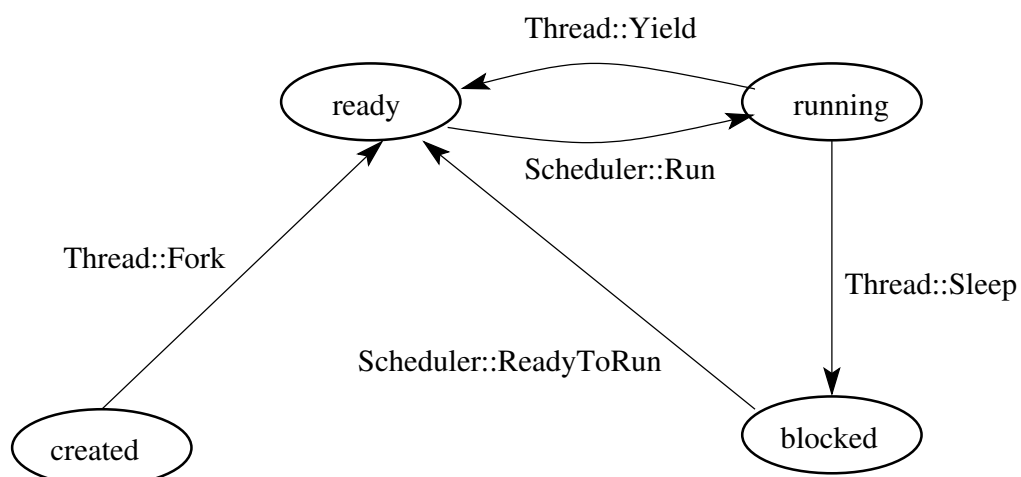 Thread::Yield
ready
running
Scheduler::Run
Thread::Fork
Thread::Sleep
Scheduler::ReadyToRun
created
blocked